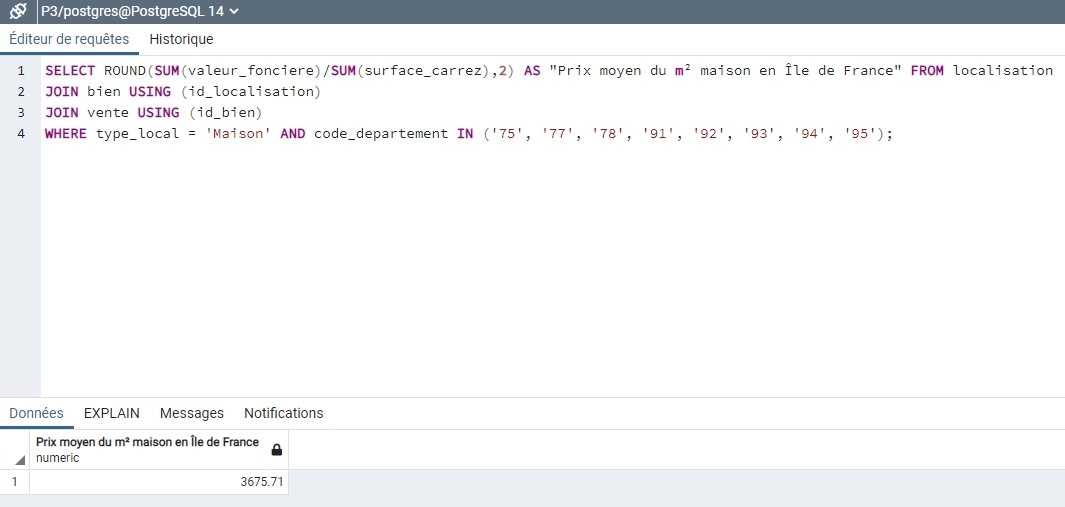 P3/postgres@PostgreSQL 14
Éditeur de requêtes Historique
1 SELECT ROUND(SUM(valeur_fonciere)/SUM(surface_carrez),2) AS "Prix moyen du m² maison en Île de France" FROM localisation
2 JOIN bien USING (id_localisation)
3 JOIN vente USING (id_bien)
4 WHERE type_local = 'Maison' AND code_departement IN ('75', '77', '78', '91', '92', '93', '94', '95');
Données EXPLAIN Messages Notifications
Prix moyen du m² maison en Île de France
numeric
1 3675.71